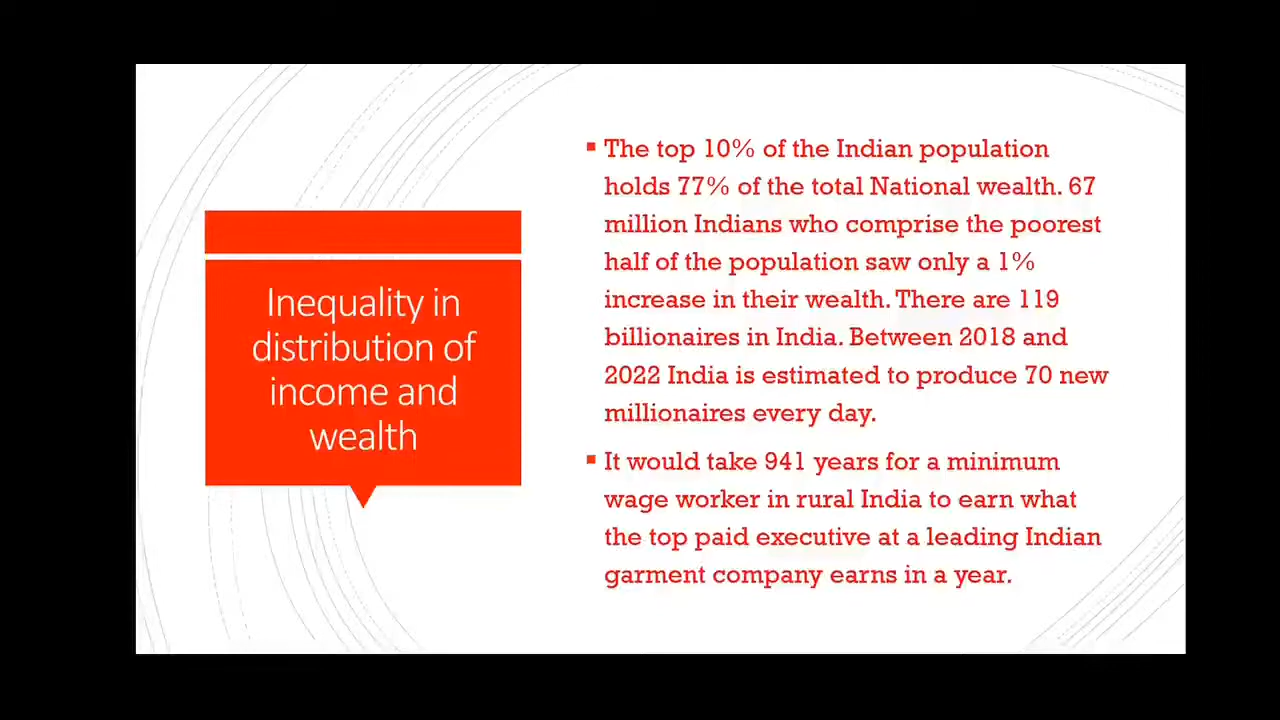 Inequality in
distribution of
income and
wealth
The top 10% of the Indian population
holds 77% of the total National wealth. 67
million Indians who comprise the poorest
half of the population saw only a 1%
increase in their wealth. There are 119
billionaires in India. Between 2018 and
2022 India is estimated to produce 70 new
millionaires every day.
It would take 941 years for a minimum
wage worker in rural India to earn what
the top paid executive at a leading Indian
garment company earns in a year.